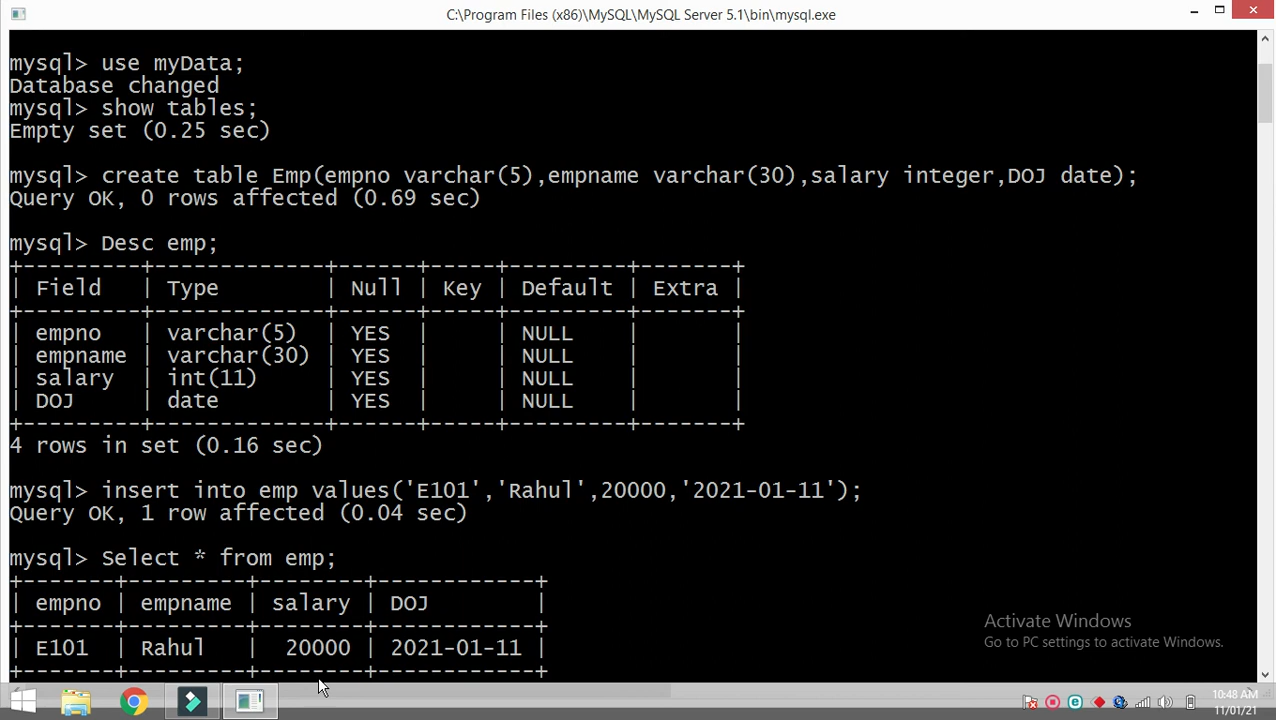 C:\Program Files (x86)\MySQL\MySQL Server 5.1\bin\mysql.exe
mysql> use myData;
Database changed
mysql> show tables;
Empty set (0.25 sec)
mysql> create table Emp(empno varchar(5),empname varchar(30),salary integer,DOJ date);
Query OK, 0 rows affected (0.69 sec)
mysql> Desc emp;
+---------+-------------+------+-----+---------+-------+
| Field   | Type        | Null | Key | Default | Extra |
+---------+-------------+------+-----+---------+-------+
| empno   | varchar(5)  | YES  |     | NULL    |       |
| empname | varchar(30) | YES  |     | NULL    |       |
| salary  | int(11)     | YES  |     | NULL    |       |
| DOJ     | date        | YES  |     | NULL    |       |
+---------+-------------+------+-----+---------+-------+
4 rows in set (0.16 sec)
mysql> insert into emp values('E101','Rahul',20000,'2021-01-11');
Query OK, 1 row affected (0.04 sec)
mysql> Select * from emp;
+-------+---------+--------+------------+
| empno | empname | salary | DOJ        |
+-------+---------+--------+------------+
| E101  | Rahul   |  20000 | 2021-01-11 |
+-------+---------+--------+------------+
Activate Windows
Go to PC settings to activate Windows.
10:48 AM
11/01/21